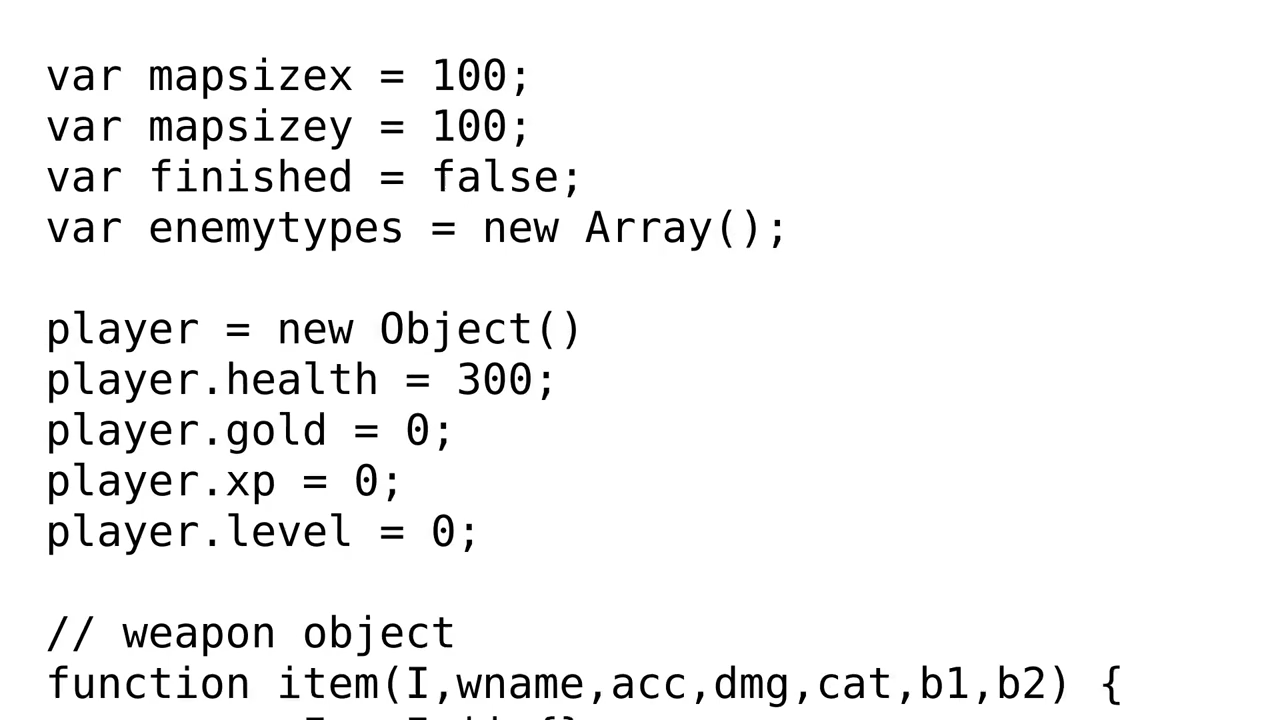 var mapsizex = 100;
var mapsizey = 100;
var finished = false;
var enemytypes = new Array();
player = new Object()
player.health = 300;
player.gold = 0;
player.xp = 0;
player.level = 0;
// weapon object
function item(I,wname,acc,dmg,cat,b1,b2) {